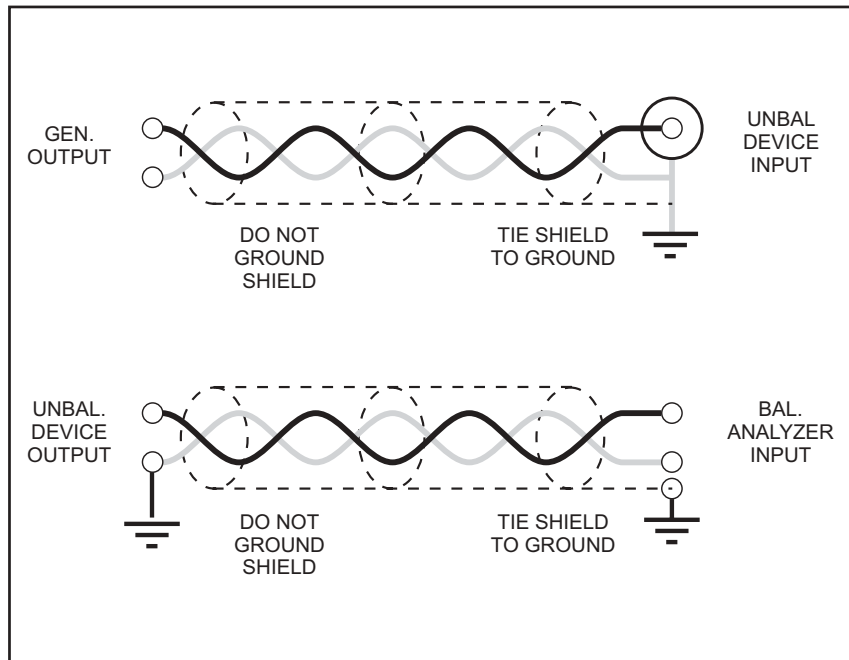 GEN.
OUTPUT
UNBAL
DEVICE
INPUT
DO NOT
GROUND
SHIELD
TIE SHIELD
TO GROUND
UNBAL.
DEVICE
OUTPUT
BAL.
ANALYZER
INPUT
DO NOT
GROUND
SHIELD
TIE SHIELD
TO GROUND